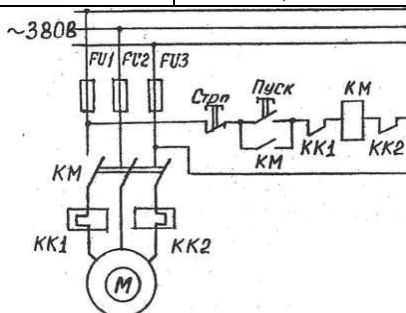 ~380В
FU1 FU2 FU3
Стоп Пуск КМ
КМ КК1 КК2
КМ
КК1 КК2
М